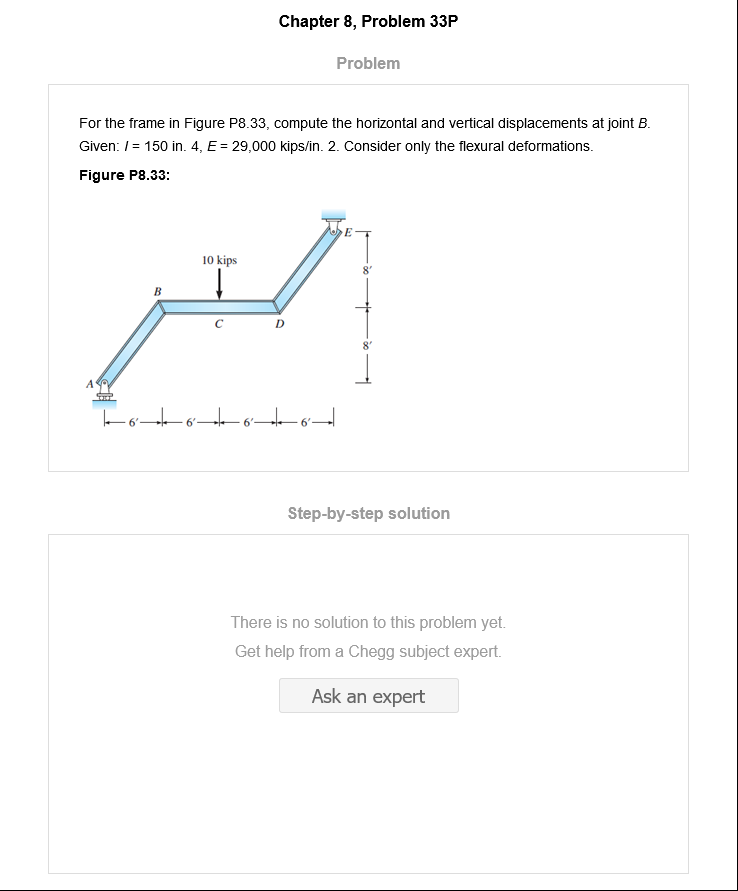 Chapter 8, Problem 33P
Problem
For the frame in Figure P8.33, compute the horizontal and vertical displacements at joint B.
Given: I = 150 in. 4, E = 29,000 kips/in. 2. Consider only the flexural deformations.
Figure P8.33:
E
10 kips
8'
B
C
D
8'
A
6' 6' 6' 6'
Step-by-step solution
There is no solution to this problem yet.
Get help from a Chegg subject expert.
Ask an expert